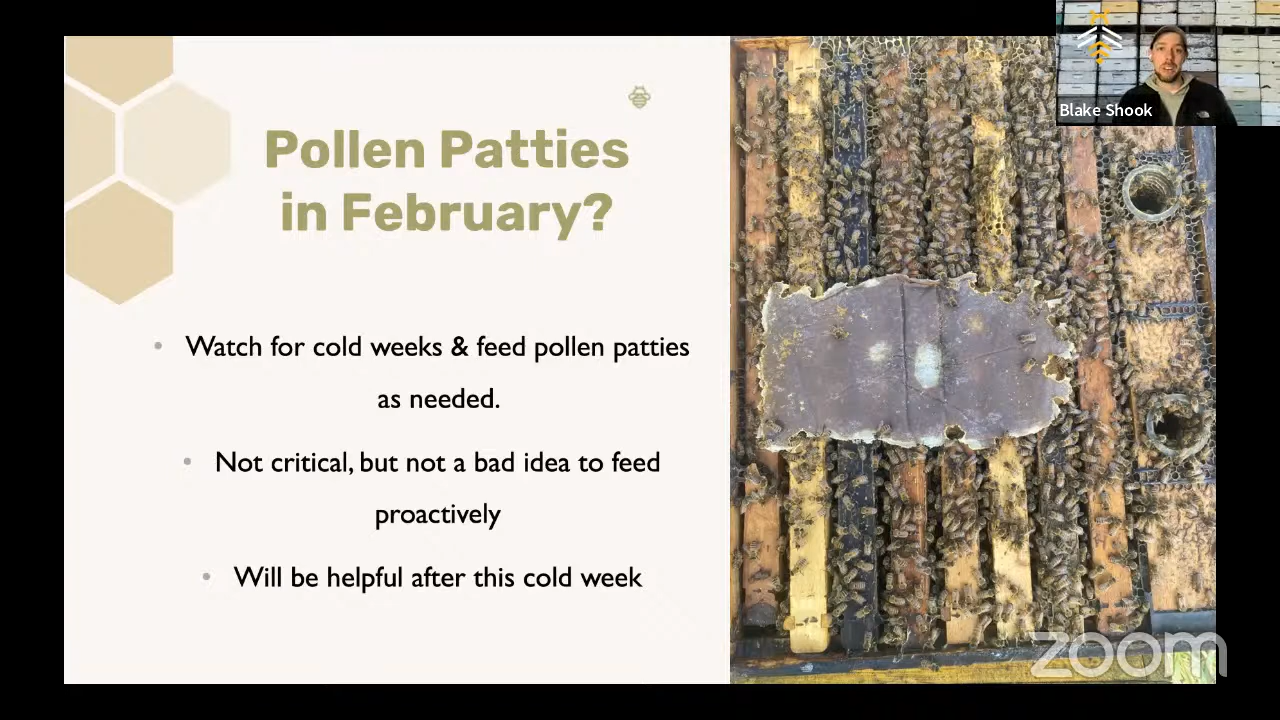 Blake Shook
Pollen Patties
in February?
• Watch for cold weeks & feed pollen patties
as needed.
• Not critical, but not a bad idea to feed
proactively
• Will be helpful after this cold week
zoom